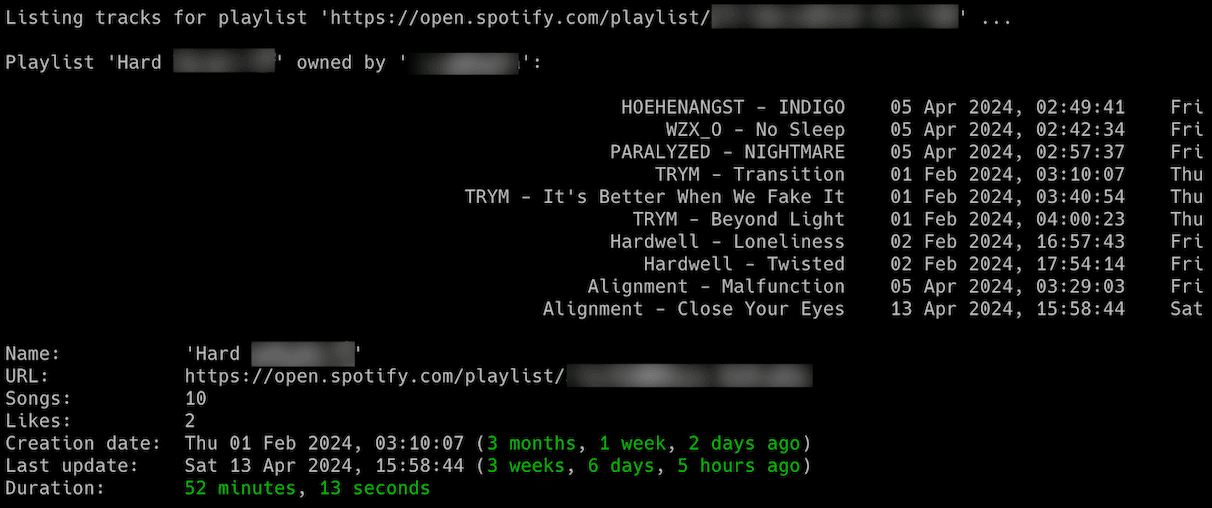 Listing tracks for playlist 'https://open.spotify.com/playlist/ ' ...
Playlist 'Hard ' owned by ' ':
HOEHENANGST - INDIGO 05 Apr 2024, 02:49:41 Fri
WZX_O - No Sleep 05 Apr 2024, 02:42:34 Fri
PARALYZED - NIGHTMARE 05 Apr 2024, 02:57:37 Fri
TRYM - Transition 01 Feb 2024, 03:10:07 Thu
TRYM - It's Better When We Fake It 01 Feb 2024, 03:40:54 Thu
TRYM - Beyond Light 01 Feb 2024, 04:00:23 Thu
Hardwell - Loneliness 02 Feb 2024, 16:57:43 Fri
Hardwell - Twisted 02 Feb 2024, 17:54:14 Fri
Alignment - Malfunction 05 Apr 2024, 03:29:03 Fri
Alignment - Close Your Eyes 13 Apr 2024, 15:58:44 Sat
Name: 'Hard '
URL: https://open.spotify.com/playlist/
Songs: 10
Likes: 2
Creation date: Thu 01 Feb 2024, 03:10:07 (3 months, 1 week, 2 days ago)
Last update: Sat 13 Apr 2024, 15:58:44 (3 weeks, 6 days, 5 hours ago)
Duration: 52 minutes, 13 seconds